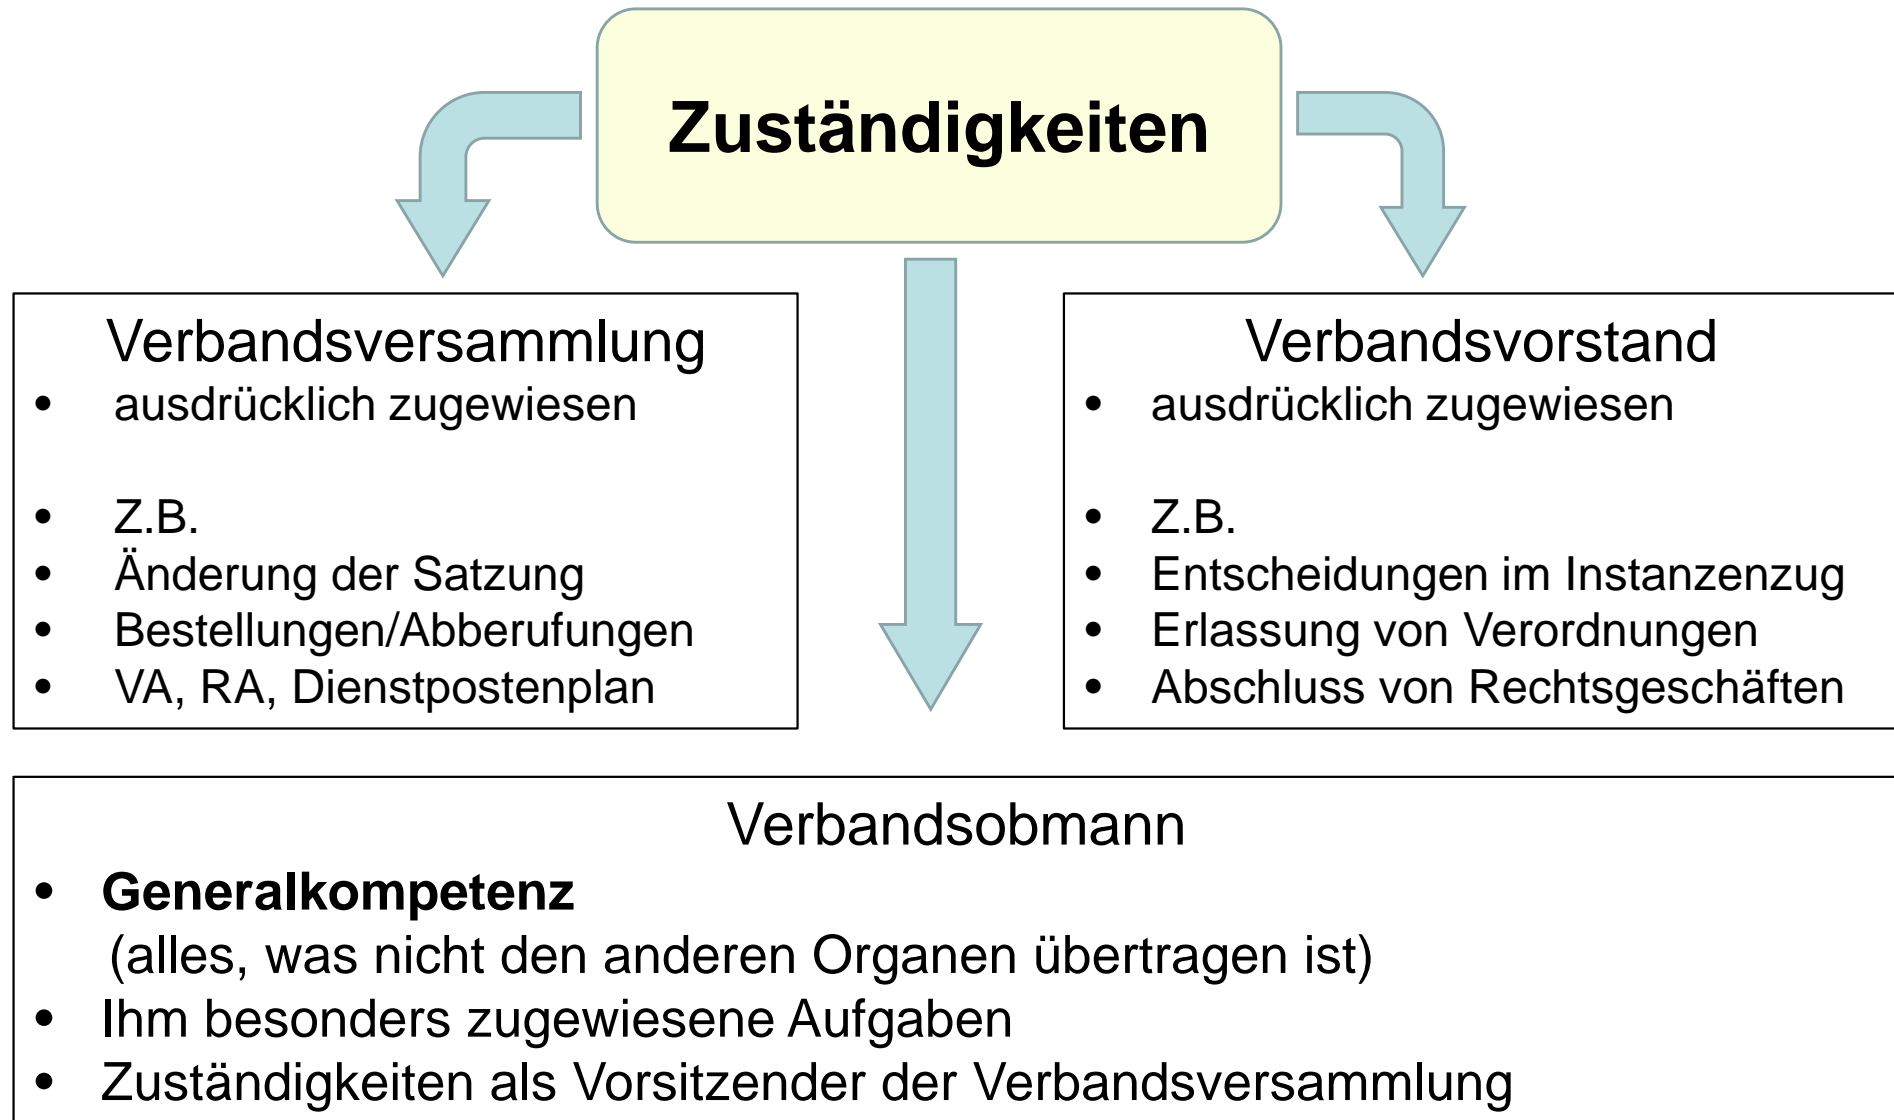 Zuständigkeiten
Verbandsversammlung
• ausdrücklich zugewiesen
• Z.B.
• Änderung der Satzung
• Bestellungen/Abberufungen
• VA, RA, Dienstpostenplan
Verbandsvorstand
• ausdrücklich zugewiesen
• Z.B.
• Entscheidungen im Instanzenzug
• Erlassung von Verordnungen
• Abschluss von Rechtsgeschäften
Verbandsobmann
• Generalkompetenz
(alles, was nicht den anderen Organen übertragen ist)
• Ihm besonders zugewiesene Aufgaben
• Zuständigkeiten als Vorsitzender der Verbandsversammlung